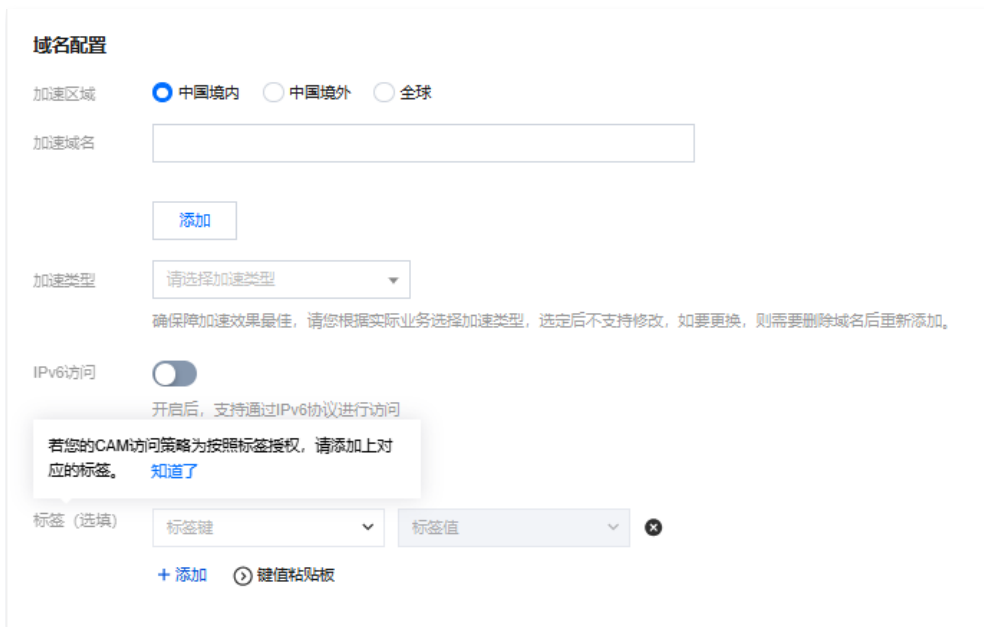 域名配置
加速区域 中国境内 中国境外 全球
加速域名
添加
加速类型 请选择加速类型
确保障加速效果最佳，请您根据实际业务选择加速类型，选定后不支持修改，如要更换，则需要删除域名后重新添加。
IPv6访问
开启后，支持通过IPv6协议进行访问
若您的CAM访问策略为按照标签授权，请添加上对
应的标签。 知道了
标签（选填） 标签键 标签值
+ 添加 键值粘贴板